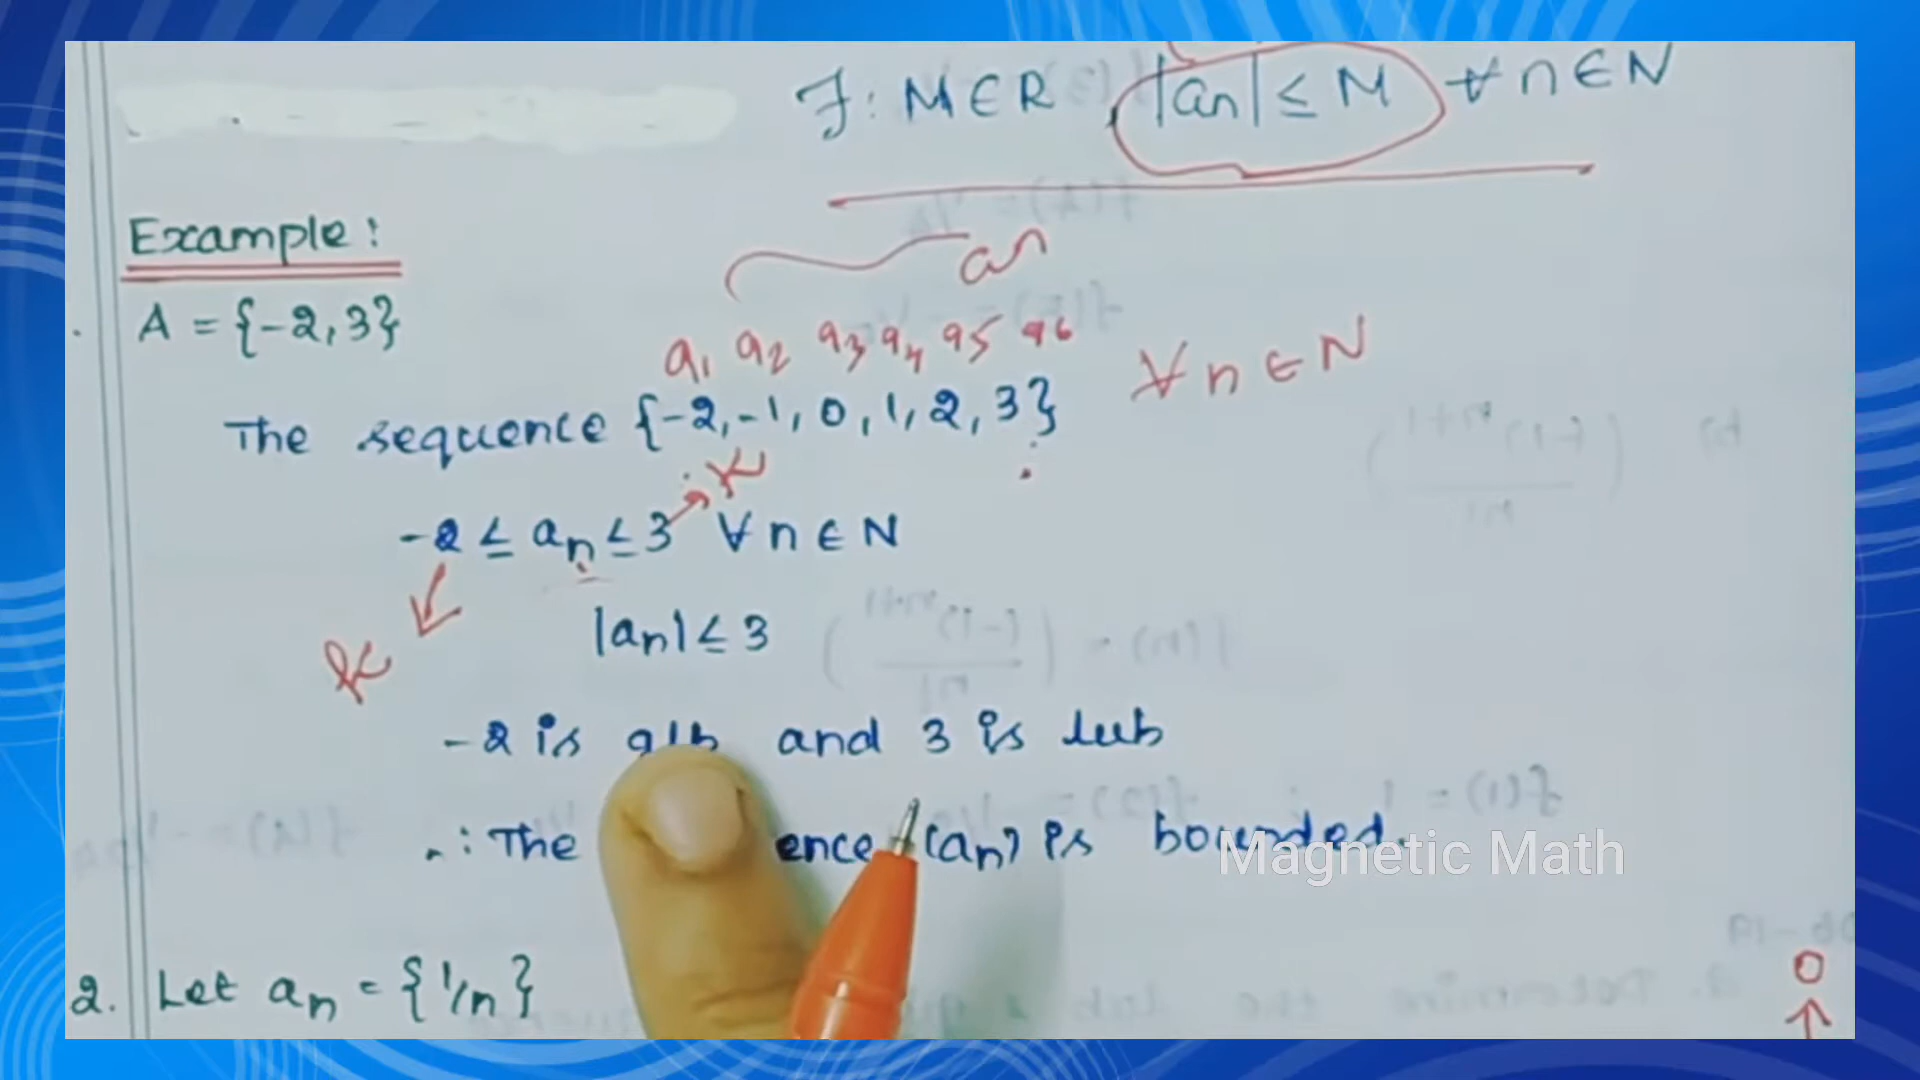 ∃: M∈R, |an| ≤ M ∀ n∈N
Example:
an
A = {-2, 3}
a1 a2 a3 a4 a5 a6 ∀ n ∈ N
The sequence {-2, -1, 0, 1, 2, 3}
K
-2 ≤ an ≤ 3 ∀ n ∈ N
k
|an| ≤ 3
-2 is glb and 3 is lub
∴ The ence (an) is bounded.
Magnetic Math
2. Let an = {1/n}
0
↑